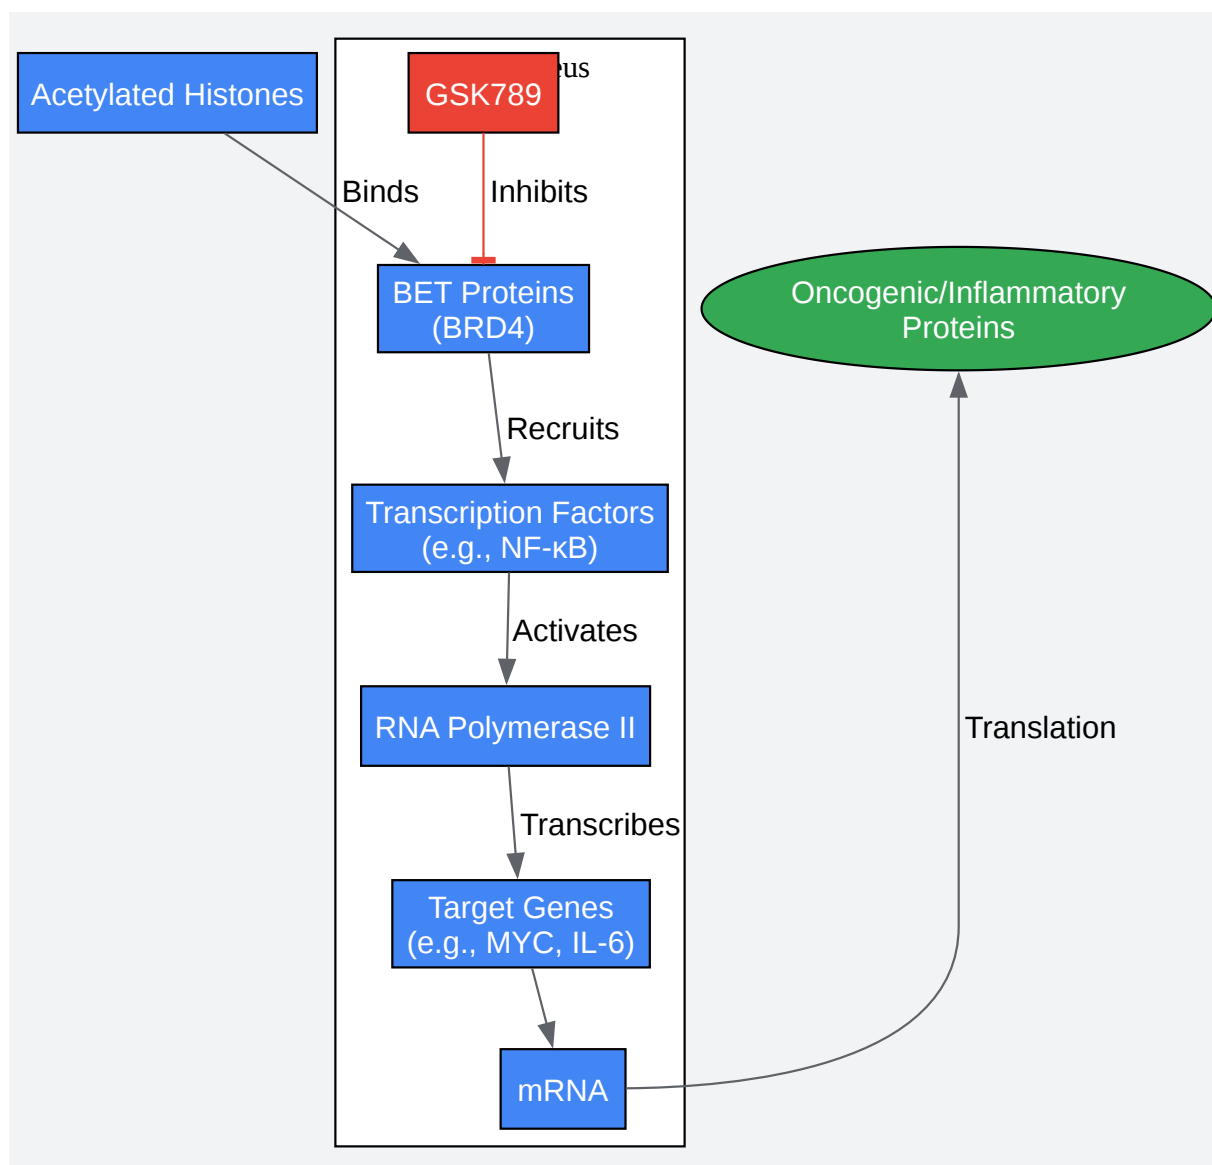 Acetylated Histones
GSK789
Binds
Inhibits
BET Proteins
(BRD4)
Oncogenic/Inflammatory
Proteins
Recruits
Transcription Factors
(e.g., NF-κB)
Activates
RNA Polymerase II
Translation
Transcribes
Target Genes
(e.g., MYC, IL-6)
mRNA